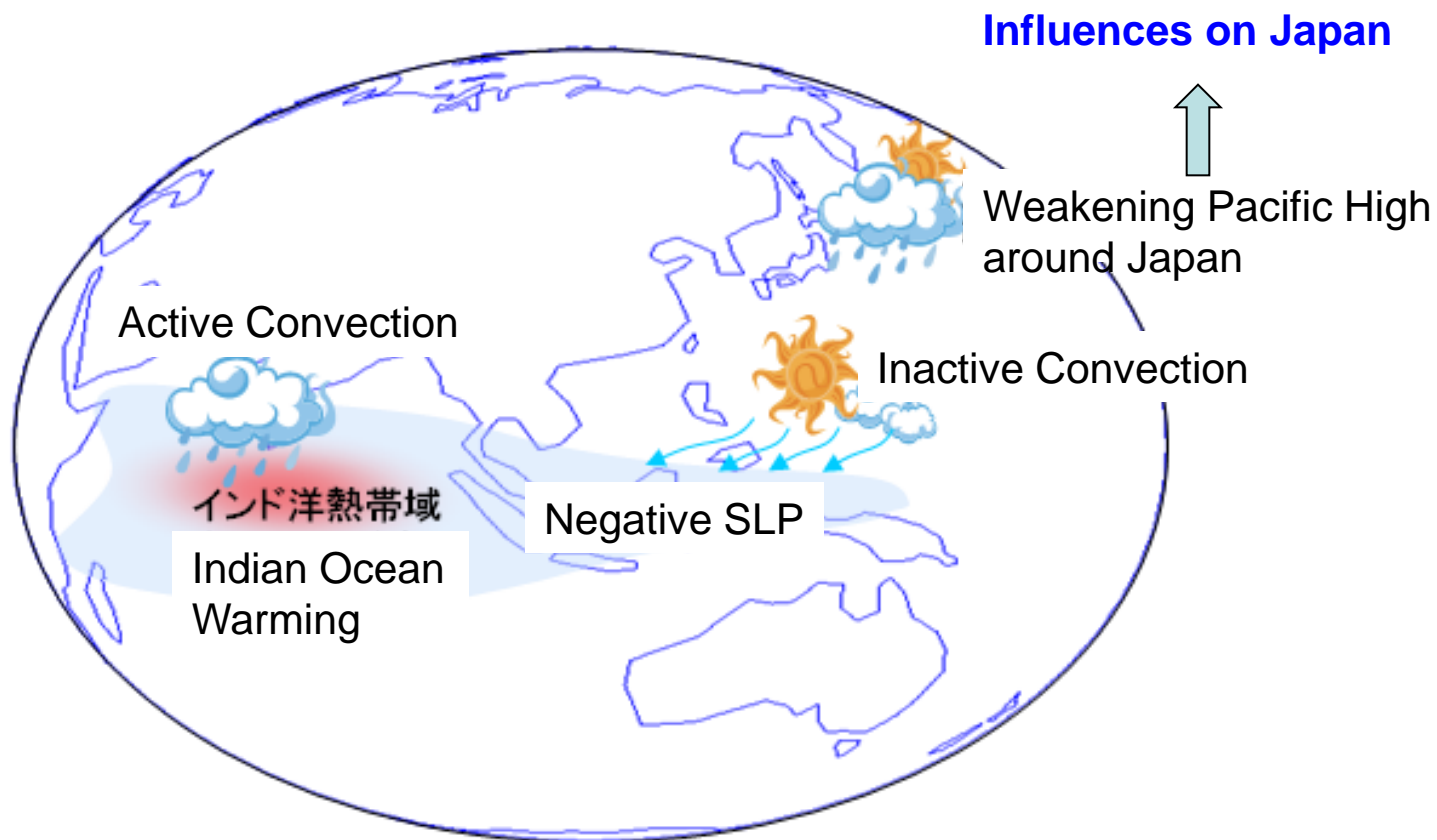 Influences on Japan
Weakening Pacific High
around Japan
Active Convection
Inactive Convection
インド洋熱帯域
Negative SLP
Indian Ocean
Warming